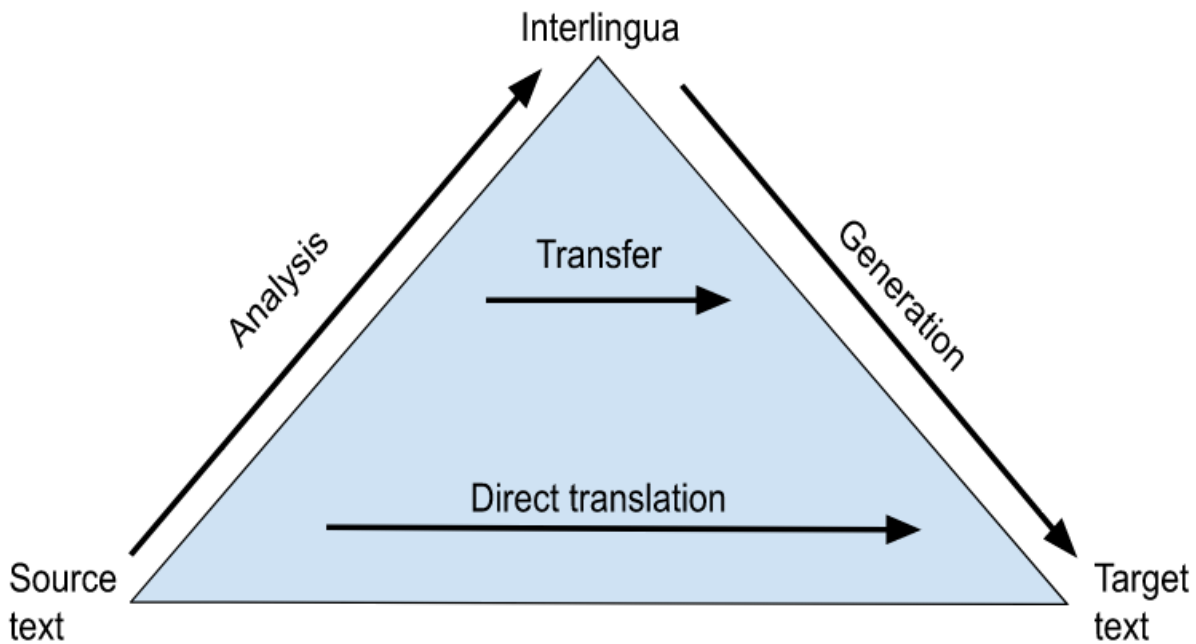 Interlingua
Analysis
Transfer
Generation
Direct translation
Source
text
Target
text